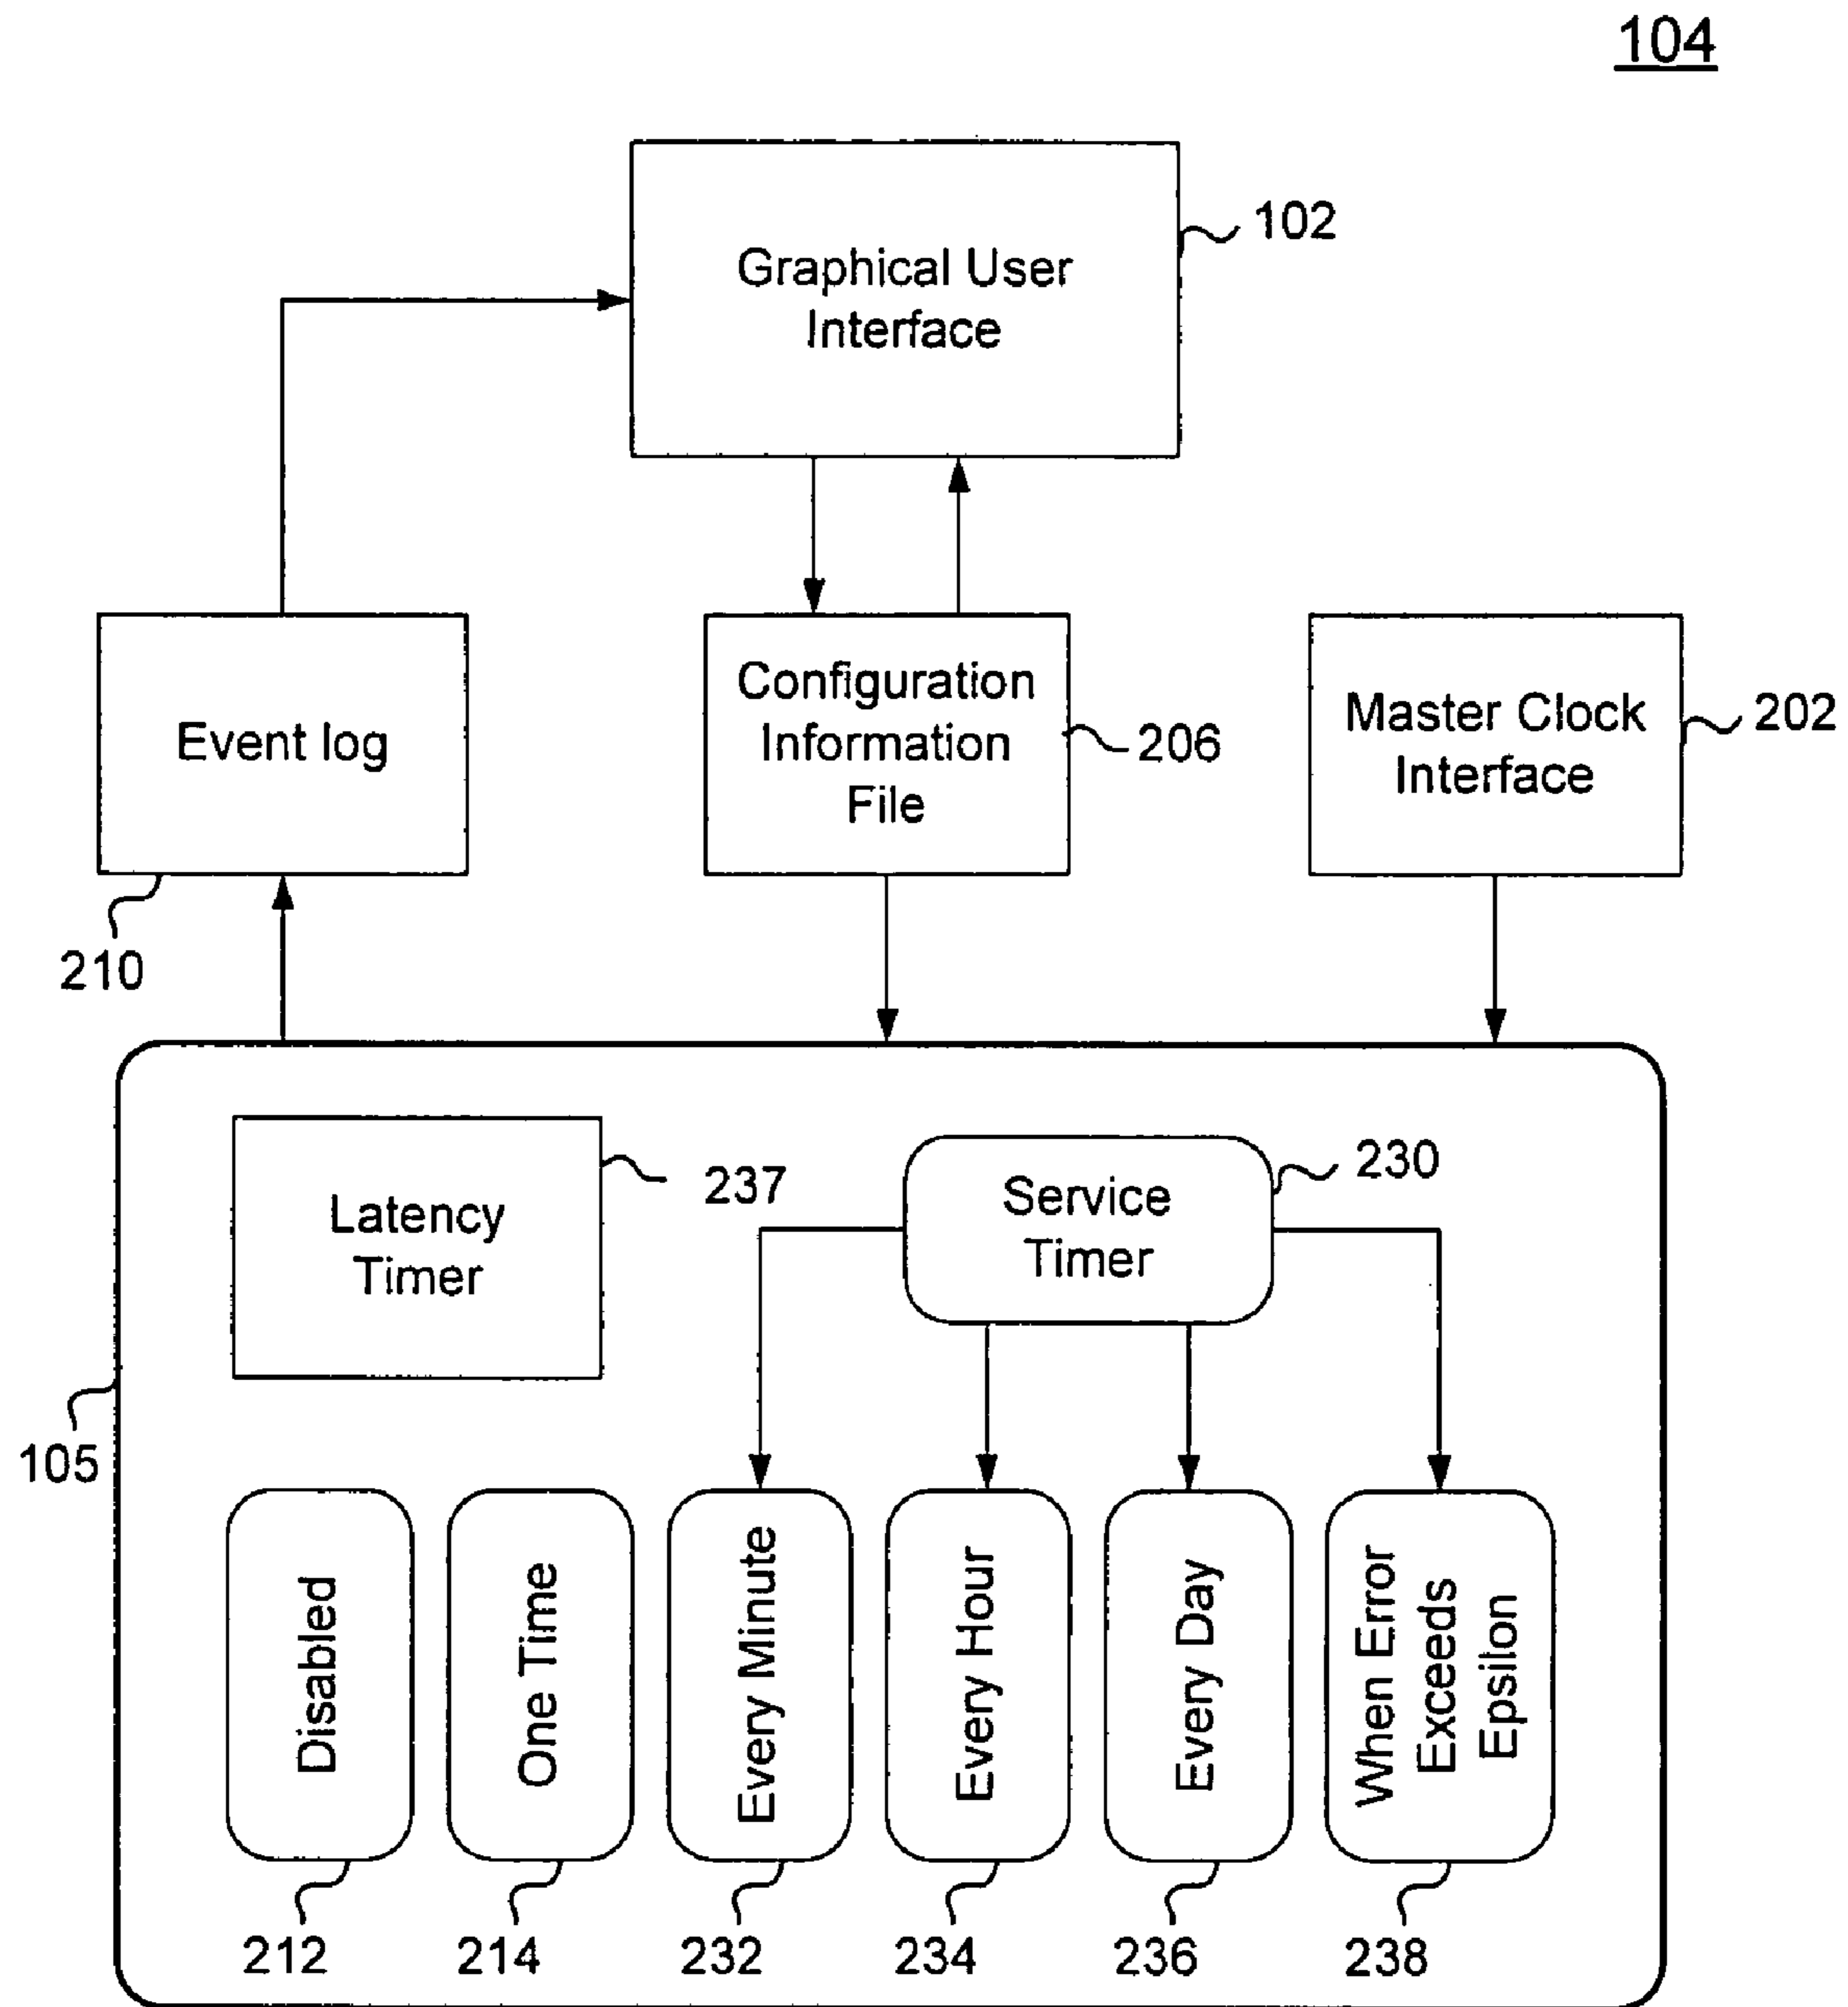 104
Graphical User
Interface
102
Event log
210
Configuration
Information
File
206
Master Clock
Interface
202
Latency
Timer
237
Service
Timer
230
105
Disabled
One Time
Every Minute
Every Hour
Every Day
When Error
Exceeds
Epsilon
212
214
232
234
236
238